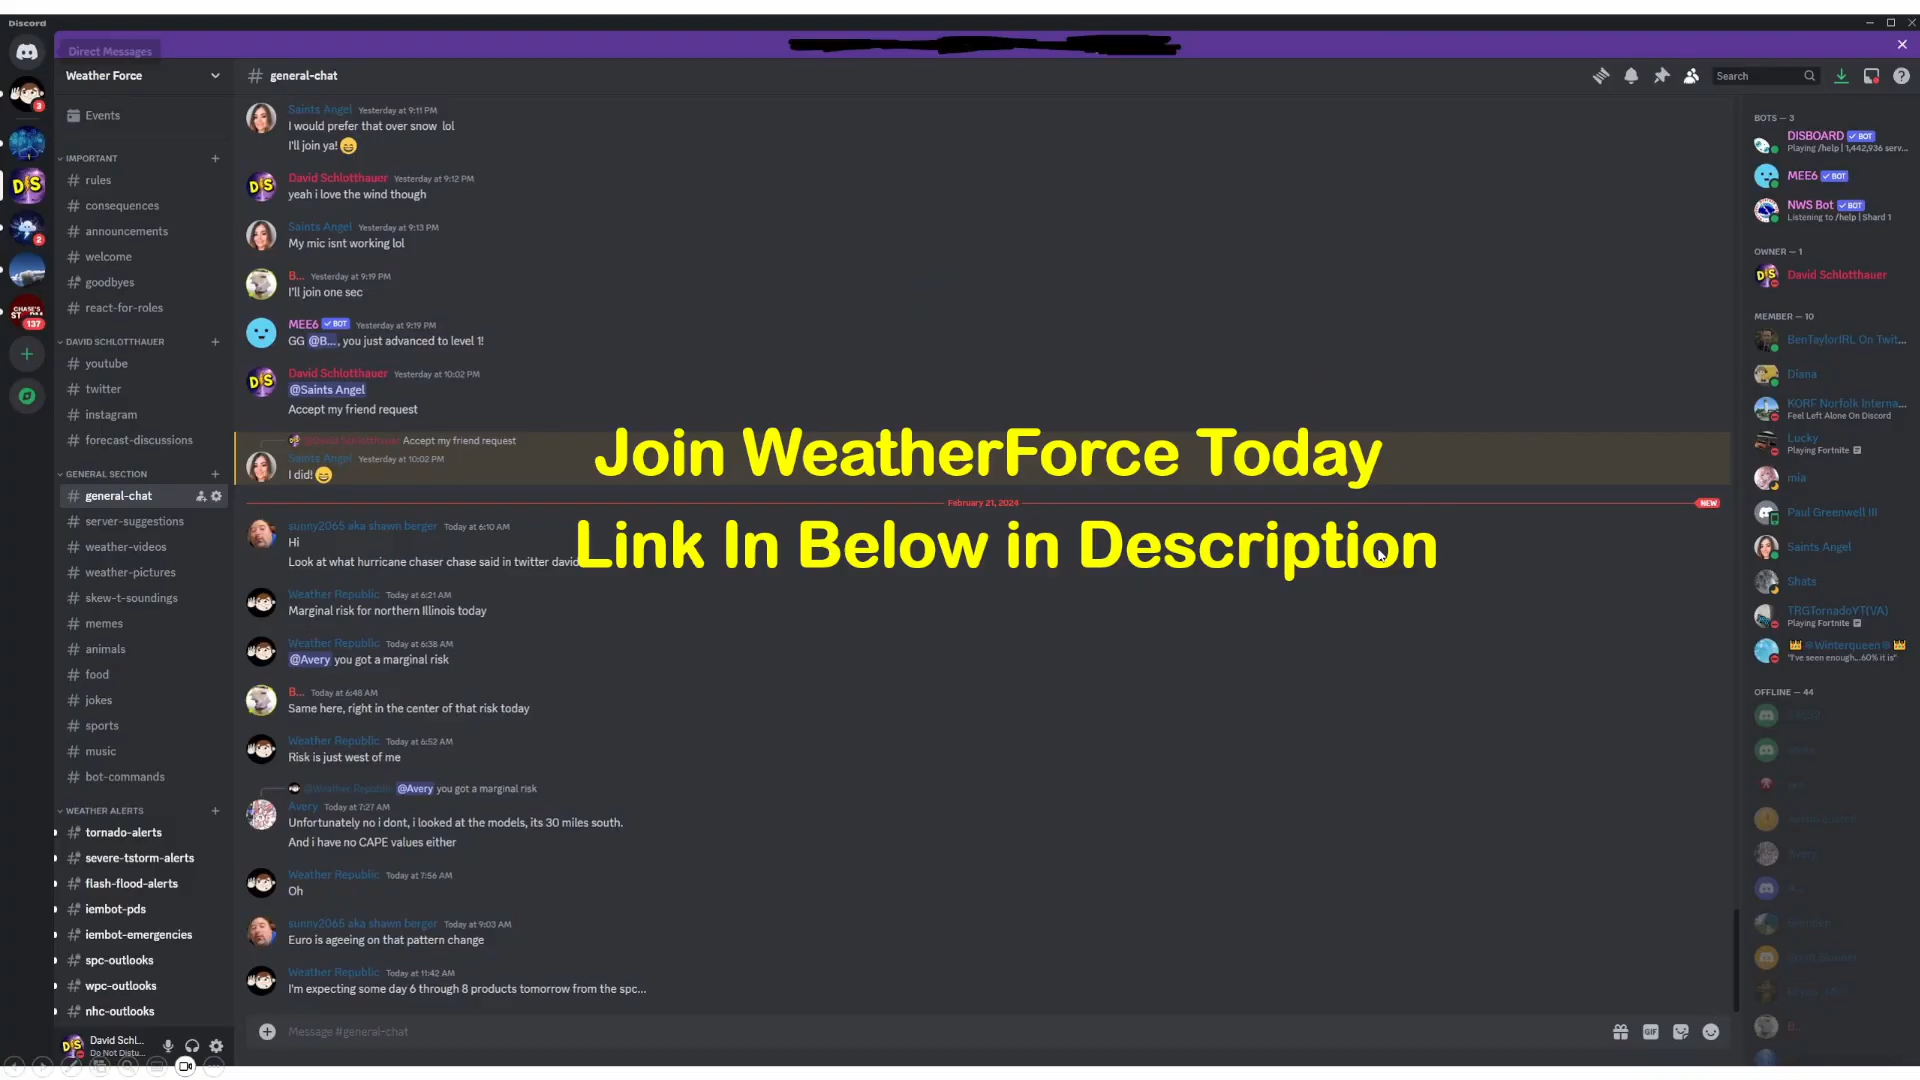 Discord
Direct Messages
Weather Force
Events
IMPORTANT
rules
consequences
announcements
welcome
goodbyes
react-for-roles
DAVID SCHLOTTHAUER
youtube
twitter
instagram
forecast-discussions
GENERAL SECTION
general-chat
server-suggestions
weather-videos
weather-pictures
skew-t-soundings
memes
animals
food
jokes
sports
music
bot-commands
WEATHER ALERTS
tornado-alerts
severe-tstorm-alerts
flash-flood-alerts
iembot-pds
iembot-emergencies
spc-outlooks
wpc-outlooks
nhc-outlooks
David Schl...
Do Not Distu...
3
DS
2
CHASE'S
137
# general-chat
Search
Saints Angel Yesterday at 9:11 PM
I would prefer that over snow lol
I'll join ya! 😄
David Schlotthauer Yesterday at 9:12 PM
yeah i love the wind though
Saints Angel Yesterday at 9:13 PM
My mic isnt working lol
B... Yesterday at 9:19 PM
I'll join one sec
MEE6 ✓ BOT Yesterday at 9:19 PM
GG @B..., you just advanced to level 1!
David Schlotthauer Yesterday at 10:02 PM
@Saints Angel
Accept my friend request
@David Schlotthauer Accept my friend request
Saints Angel Yesterday at 10:02 PM
I did! 😄
Join WeatherForce Today
February 21, 2024 NEW
sunny2065 aka shawn berger Today at 6:10 AM
Hi
Look at what hurricane chaser chase said in twitter david
Link In Below in Description
Weather Republic Today at 6:21 AM
Marginal risk for northern Illinois today
Weather Republic Today at 6:38 AM
@Avery you got a marginal risk
B... Today at 6:48 AM
Same here, right in the center of that risk today
Weather Republic Today at 6:52 AM
Risk is just west of me
@Weather Republic @Avery you got a marginal risk
Avery Today at 7:27 AM
Unfortunately no i dont, i looked at the models, its 30 miles south.
And i have no CAPE values either
Weather Republic Today at 7:56 AM
Oh
sunny2065 aka shawn berger Today at 9:03 AM
Euro is ageing on that pattern change
Weather Republic Today at 11:42 AM
I'm expecting some day 6 through 8 products tomorrow from the spc...
Message #general-chat
GIF
BOTS — 3
DISBOARD ✓ BOT
Playing /help | 1,442,936 serv...
MEE6 ✓ BOT
NWS Bot ✓ BOT
Listening to /help | Shard 1
OWNER — 1
David Schlotthauer
MEMBER — 10
BenTaylorIRL On Twit...
Diana
KORF Norfolk Interna...
Feel Left Alone On Discord
Lucky
Playing Fortnite
mia
Paul Greenwell III
Saints Angel
Shats
TRGTornadoYT(VA)
Playing Fortnite
👑❄Winterqueen❄👑
"I've seen enough...60% it is"
OFFLINE — 44
Avery
B...